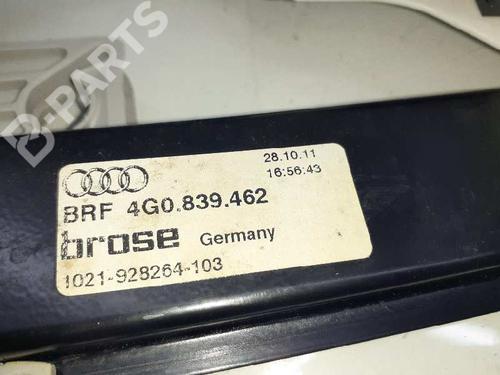 B-PARTS
28.10.11
16:56:43
BRF 4G0.839.462
brose Germany
1021-928264-103